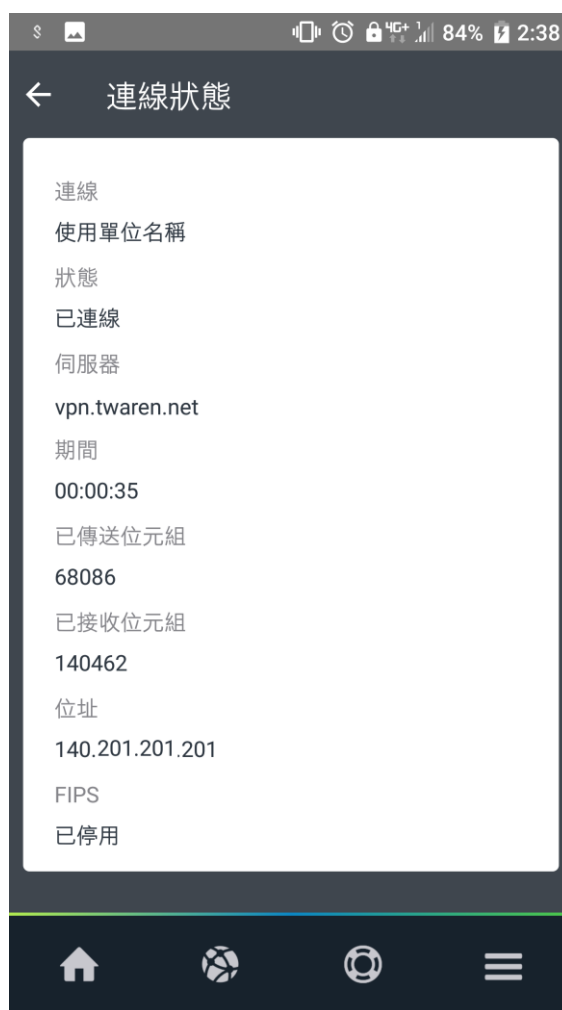 4G+ 1 84% 2:38
連線狀態
連線
使用單位名稱
狀態
已連線
伺服器
vpn.twaren.net
期間
00:00:35
已傳送位元組
68086
已接收位元組
140462
位址
140.201.201.201
FIPS
已停用